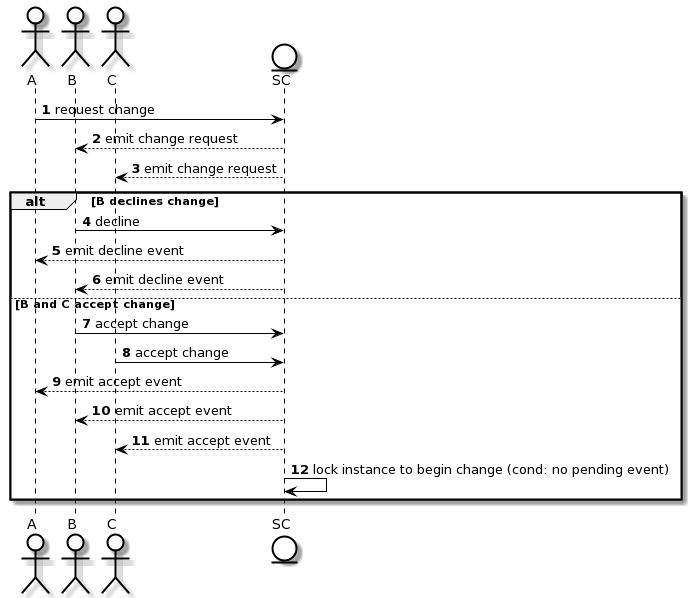 A B C SC
1 request change
2 emit change request
3 emit change request
alt [B declines change]
4 decline
5 emit decline event
6 emit decline event
[B and C accept change]
7 accept change
8 accept change
9 emit accept event
10 emit accept event
11 emit accept event
12 lock instance to begin change (cond: no pending event)
A B C SC